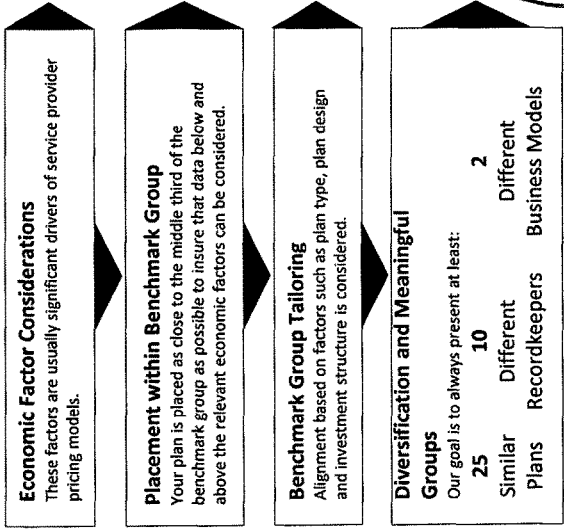 Economic Factor Considerations
These factors are usually significant drivers of service provider
pricing models.
Placement within Benchmark Group
Your plan is placed as close to the middle third of the
benchmark group as possible to insure that data below and
above the relevant economic factors can be considered.
Benchmark Group Tailoring
Alignment based on factors such as plan type, plan design
and investment structure is considered.
Diversification and Meaningful
Groups
Our goal is to always present at least:
25 10 2
Similar Different Different
Plans Recordkeepers Business Models